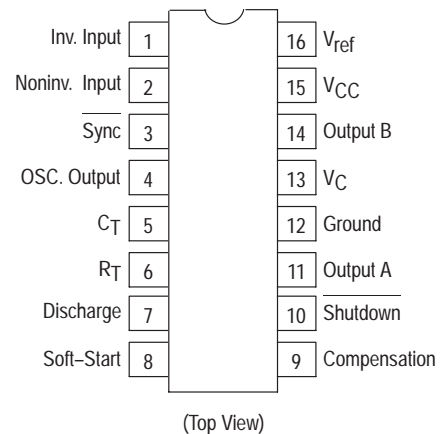 Inv. Input 1 16 Vref
Noninv. Input 2 15 VCC
Sync 3 14 Output B
OSC. Output 4 13 VC
CT 5 12 Ground
RT 6 11 Output A
Discharge 7 10 Shutdown
Soft–Start 8 9 Compensation
(Top View)